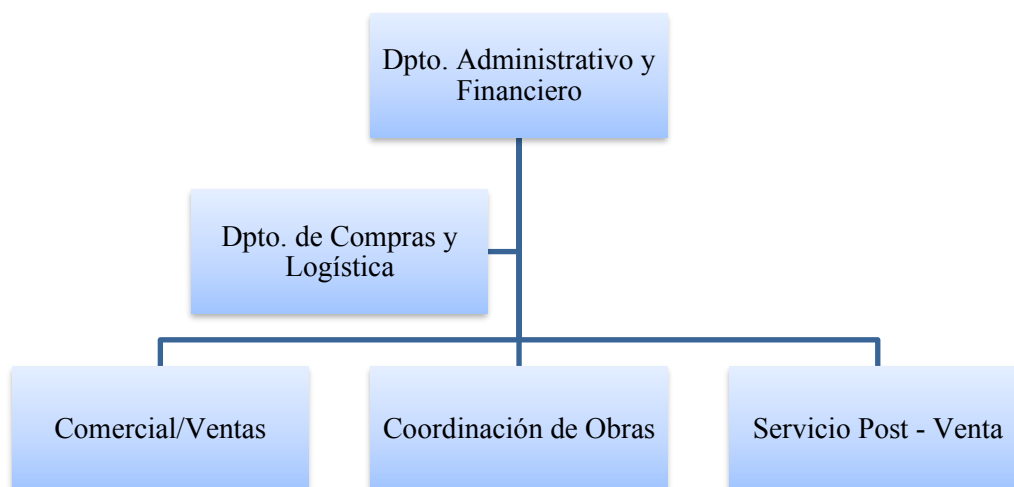 Dpto. Administrativo y
Financiero
Dpto. de Compras y
Logística
Comercial/Ventas
Coordinación de Obras
Servicio Post - Venta